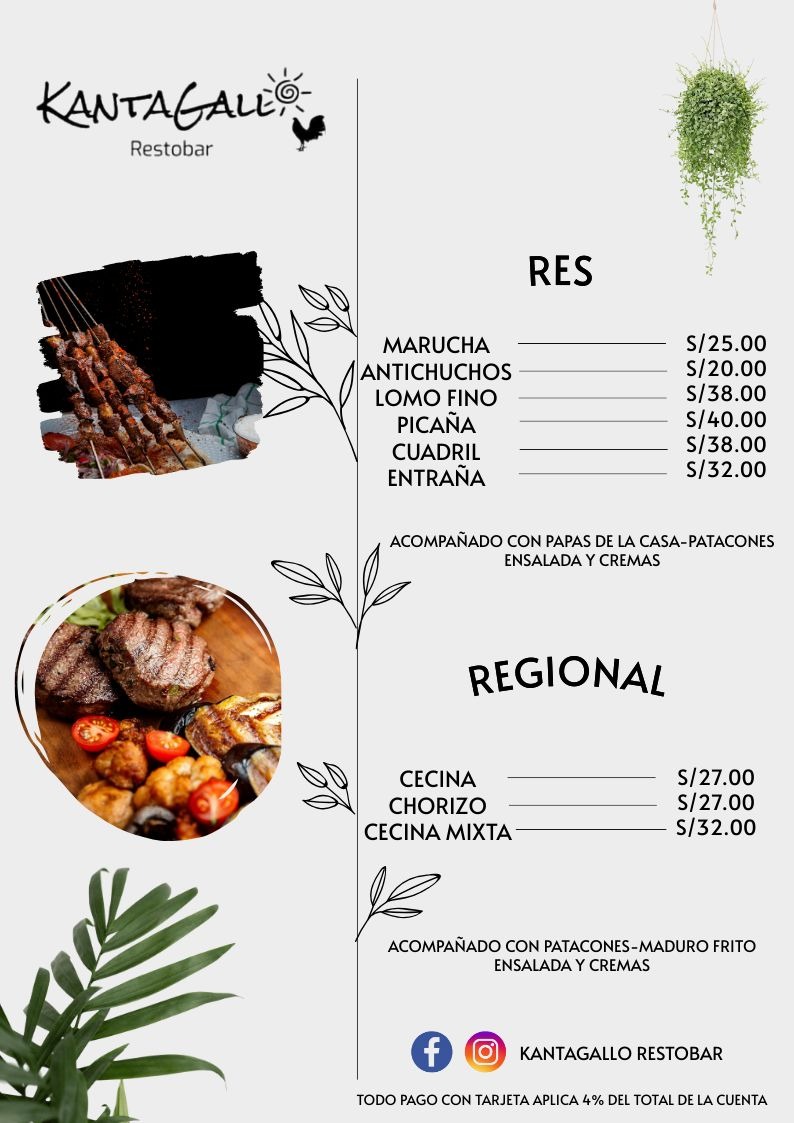 KANTAGALLO
Restobar
RES
MARUCHA S/25.00
ANTICHUCHOS S/20.00
LOMO FINO S/38.00
PICAÑA S/40.00
CUADRIL S/38.00
ENTRAÑA S/32.00
ACOMPAÑADO CON PAPAS DE LA CASA-PATACONES
ENSALADA Y CREMAS
REGIONAL
CECINA S/27.00
CHORIZO S/27.00
CECINA MIXTA S/32.00
ACOMPAÑADO CON PATACONES-MADURO FRITO
ENSALADA Y CREMAS
KANTAGALLO RESTOBAR
TODO PAGO CON TARJETA APLICA 4% DEL TOTAL DE LA CUENTA